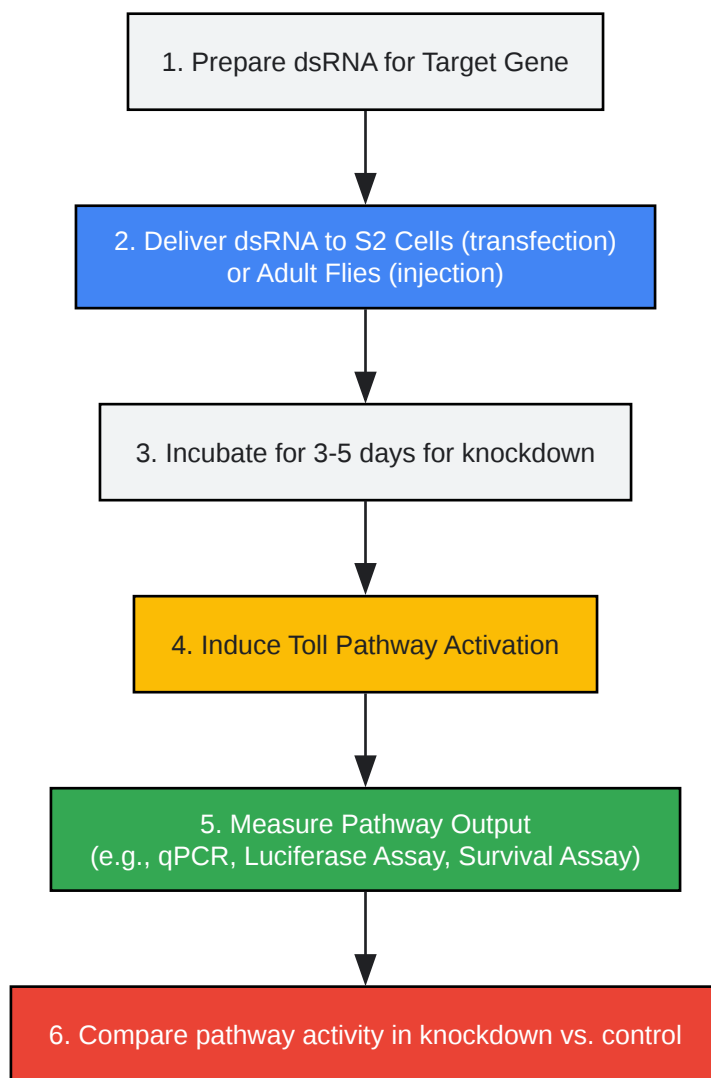 1. Prepare dsRNA for Target Gene
2. Deliver dsRNA to S2 Cells (transfection)
or Adult Flies (injection)
3. Incubate for 3-5 days for knockdown
4. Induce Toll Pathway Activation
5. Measure Pathway Output
(e.g., qPCR, Luciferase Assay, Survival Assay)
6. Compare pathway activity in knockdown vs. control